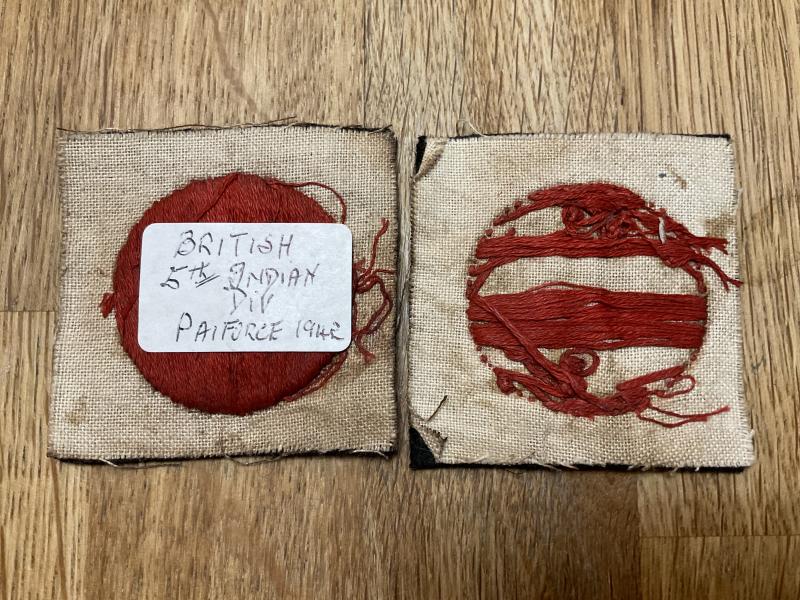 BRITISH
5th INDIAN
DIV
PAIFORCE 1942